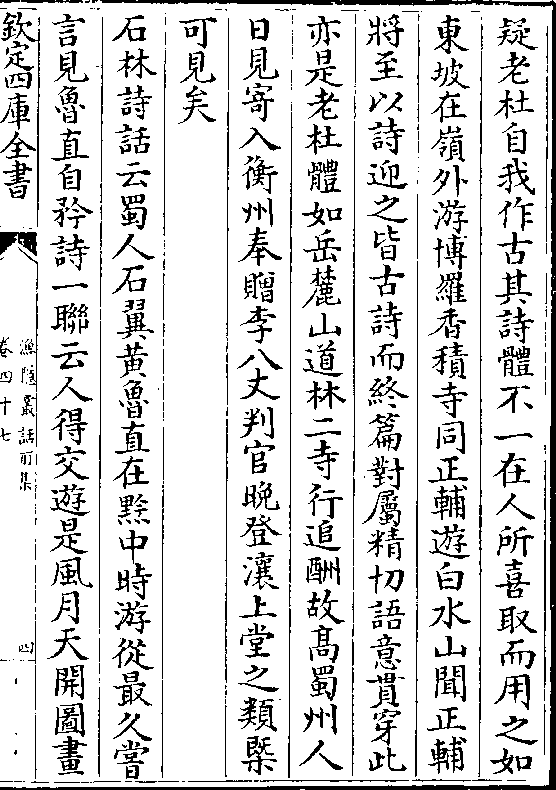 疑老杜自我作古其詩體不一在人所喜取而用之如
東坡在嶺外游博羅香積寺同正輔遊白水山聞正輔
將至以詩迎之皆古詩而終篇對屬精切語意貫穿此
亦是老杜體如岳麓山道林二寺行追酬故高蜀州人
日見寄入衡州奉贈李八丈判官晩登瀼上堂之類槩
可見矣
石林詩話云蜀人石翼黃魯直在黔中時游從最久嘗
言見魯直自矜詩一聯云人得交遊是風月天開圖畫
欽定四庫全書
漁隱叢話前集
卷四十七
四